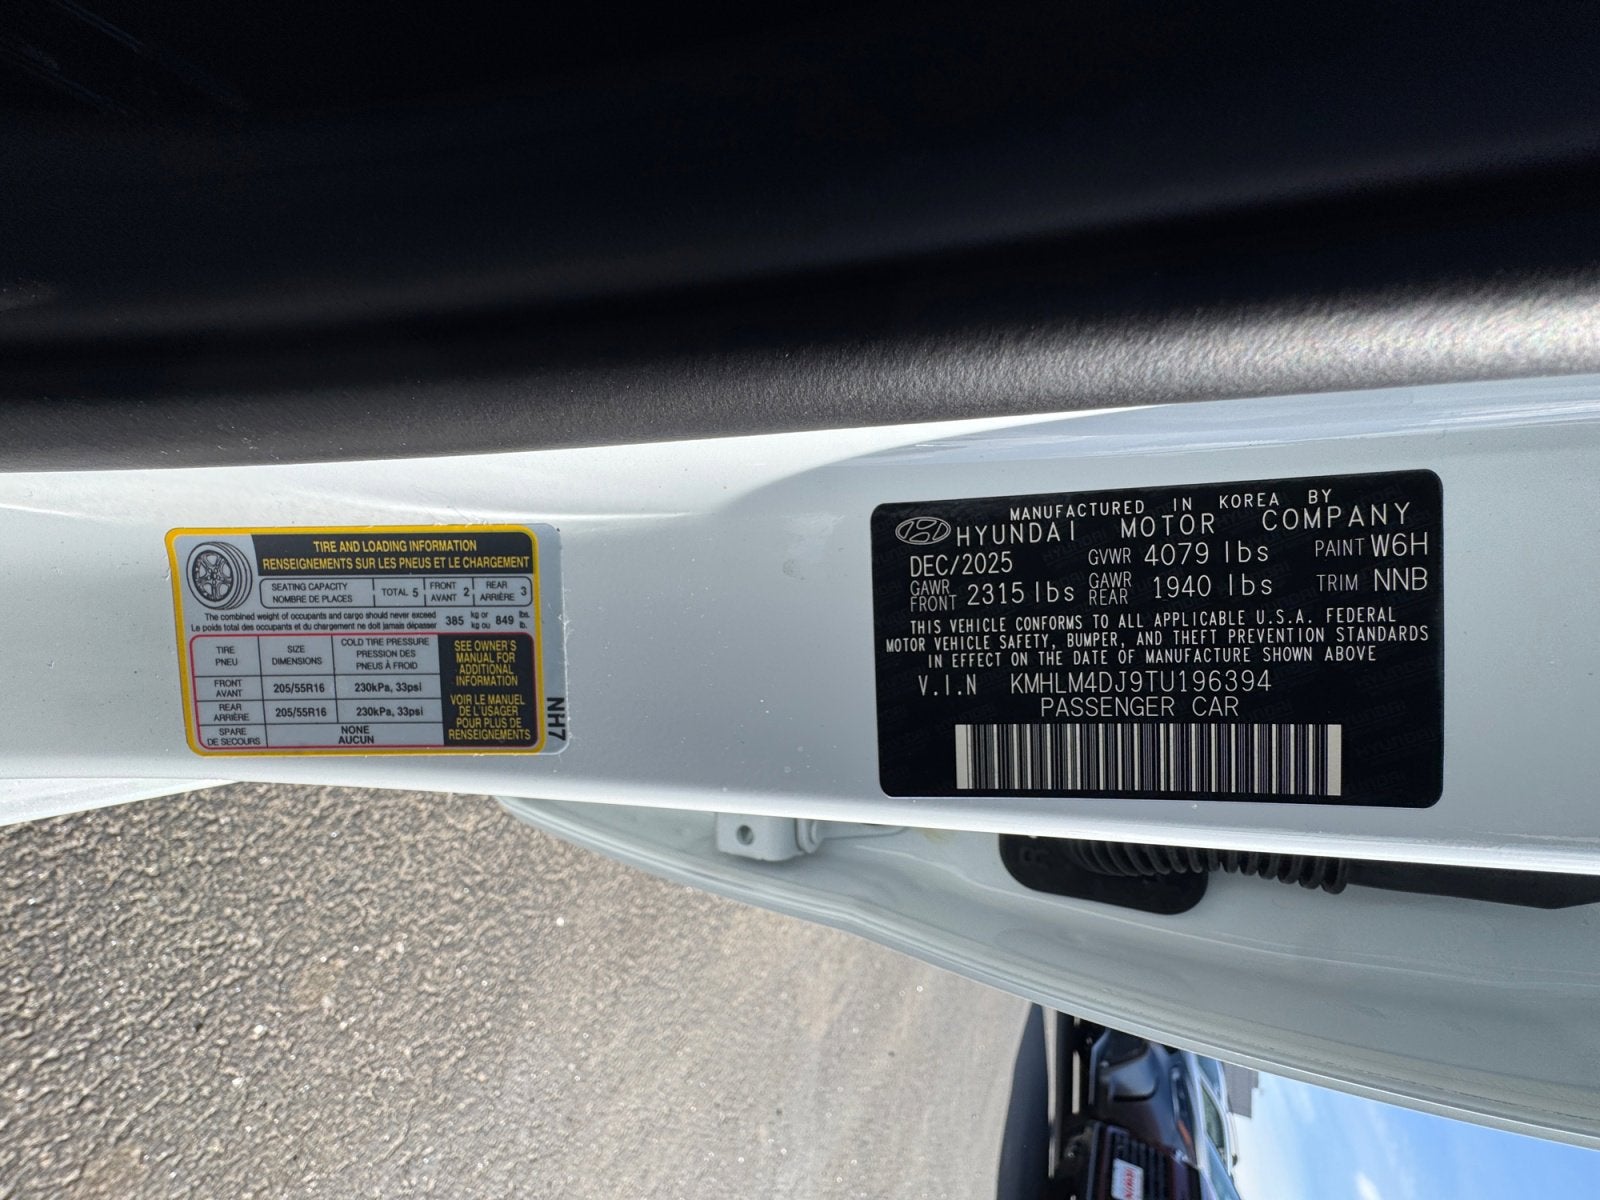 TIRE AND LOADING INFORMATION
RENSEIGNEMENTS SUR LES PNEUS ET LE CHARGEMENT
SEATING CAPACITY
NOMBRE DE PLACES
TOTAL 5
FRONT
AVANT 2
REAR
ARRIÈRE 3
The combined weight of occupants and cargo should never exceed 385 kg or 849 lbs.
Le poids total des occupants et du chargement ne doit jamais dépasser kg ou lb.
TIRE
PNEU
SIZE
DIMENSIONS
COLD TIRE PRESSURE
PRESSION DES
PNEUS À FROID
FRONT
AVANT
205/55R16
230kPa, 33psi
REAR
ARRIÈRE
205/55R16
230kPa, 33psi
SPARE
DE SECOURS
NONE
AUCUN
SEE OWNER'S
MANUAL FOR
ADDITIONAL
INFORMATION
VOIR LE MANUEL
DE L'USAGER
POUR PLUS DE
RENSEIGNEMENTS
NH7
MANUFACTURED IN KOREA BY
HYUNDAI MOTOR COMPANY
DEC/2025 GVWR 4079 lbs PAINT W6H
GAWR FRONT 2315 lbs GAWR REAR 1940 lbs TRIM NNB
THIS VEHICLE CONFORMS TO ALL APPLICABLE U.S.A. FEDERAL
MOTOR VEHICLE SAFETY, BUMPER, AND THEFT PREVENTION STANDARDS
IN EFFECT ON THE DATE OF MANUFACTURE SHOWN ABOVE
V.I.N KMHLM4DJ9TU196394
PASSENGER CAR